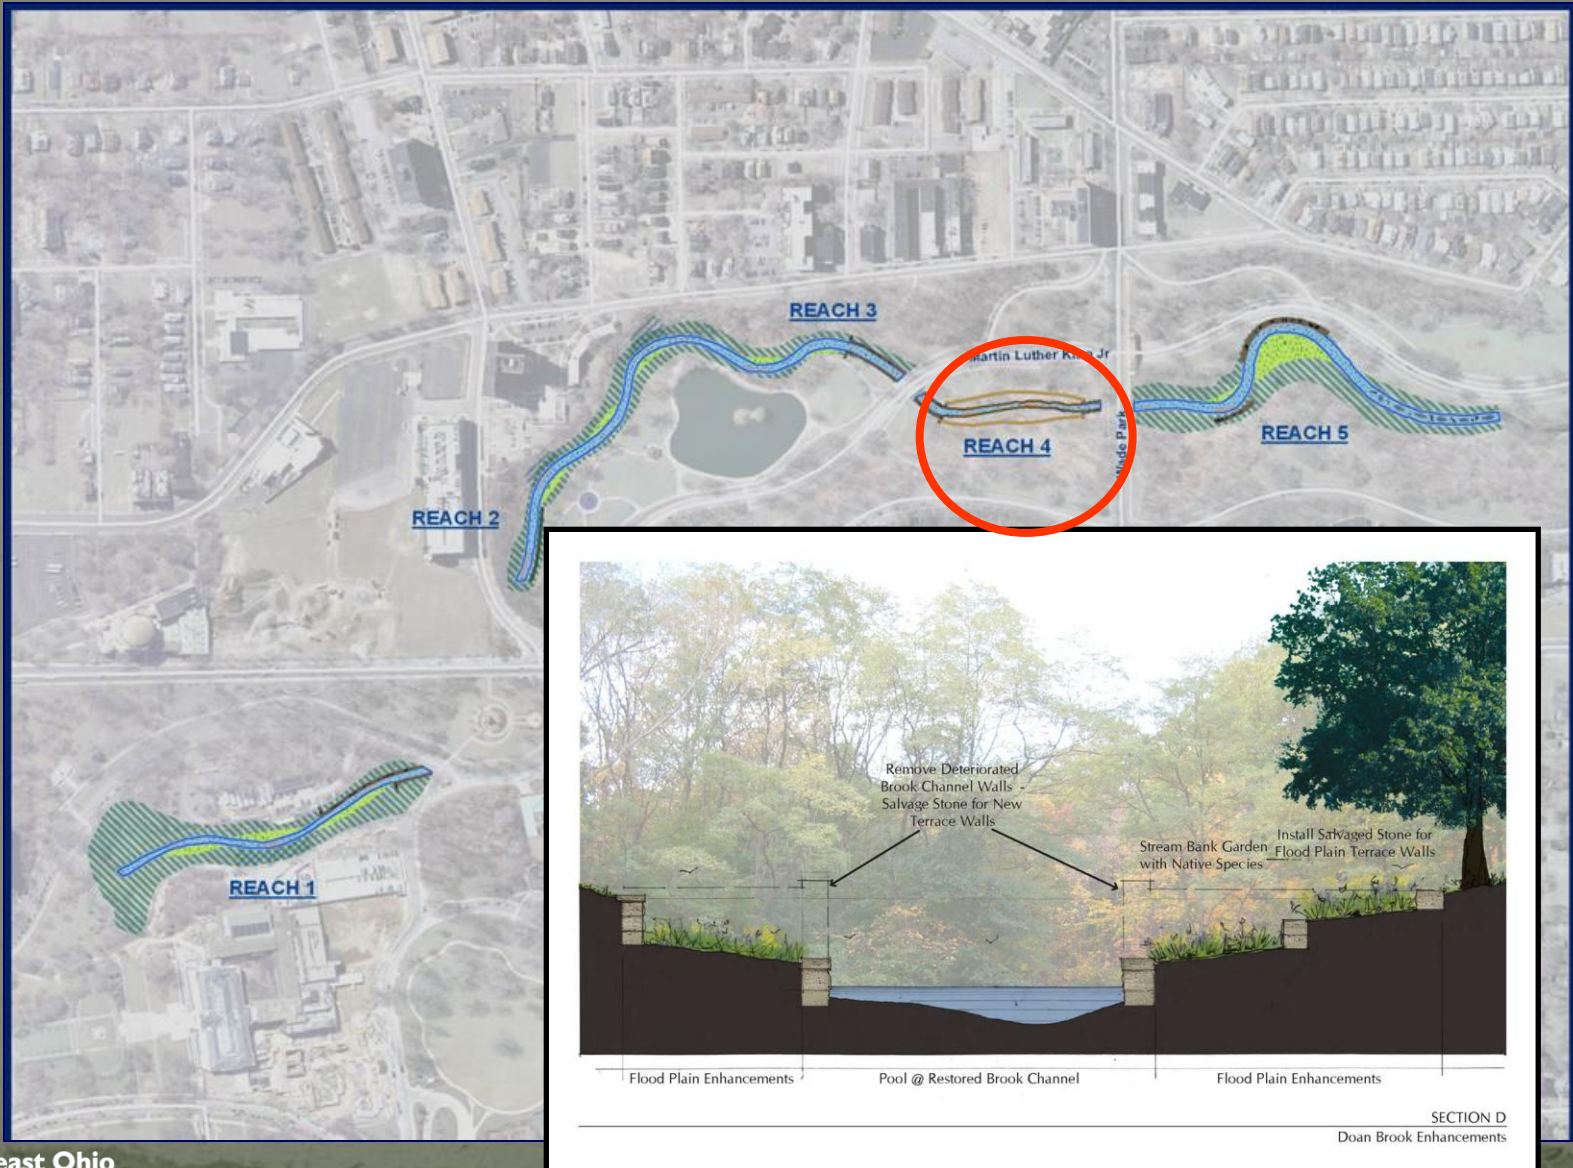 REACH 3
Martin Luther King Jr
REACH 4
Wade Park
REACH 5
REACH 2
REACH 1
Remove Deteriorated
Brook Channel Walls -
Salvage Stone for New
Terrace Walls
Stream Bank Garden
with Native Species
Install Salvaged Stone for
Flood Plain Terrace Walls
Flood Plain Enhancements
Pool @ Restored Brook Channel
Flood Plain Enhancements
SECTION D
Doan Brook Enhancements
east Ohio